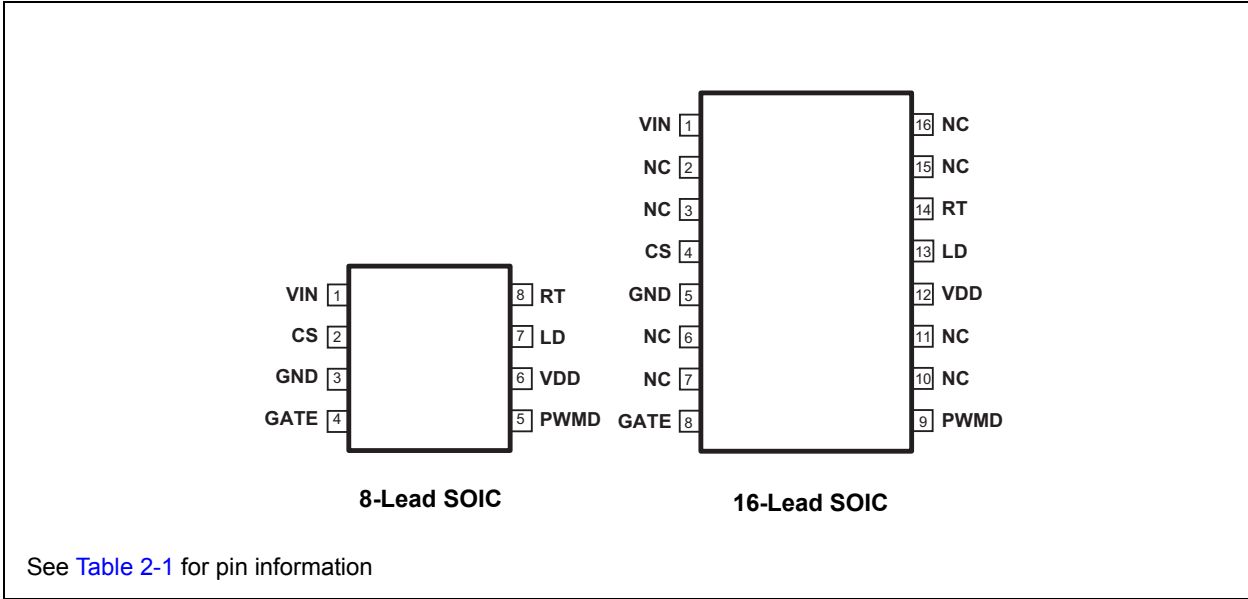 VIN 1
CS 2
GND 3
GATE 4
8 RT
7 LD
6 VDD
5 PWMD
8-Lead SOIC
VIN 1
NC 2
NC 3
CS 4
GND 5
NC 6
NC 7
GATE 8
16 NC
15 NC
14 RT
13 LD
12 VDD
11 NC
10 NC
9 PWMD
16-Lead SOIC
See Table 2-1 for pin information